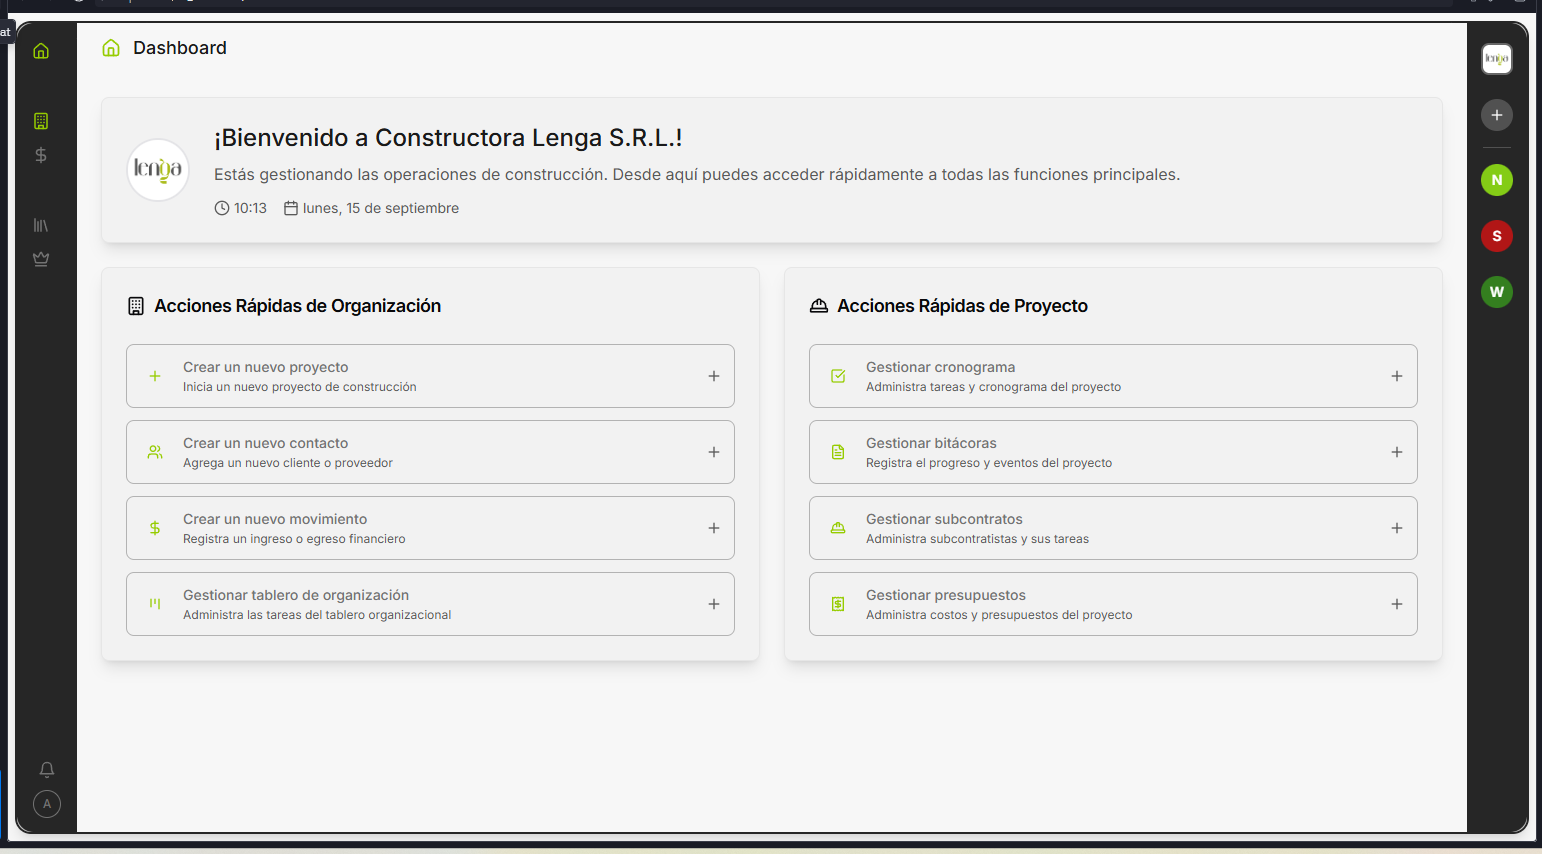 at
Dashboard
lenga
¡Bienvenido a Constructora Lenga S.R.L.!
Estás gestionando las operaciones de construcción. Desde aquí puedes acceder rápidamente a todas las funciones principales.
10:13 lunes, 15 de septiembre
Acciones Rápidas de Organización
Crear un nuevo proyecto
Inicia un nuevo proyecto de construcción
Crear un nuevo contacto
Agrega un nuevo cliente o proveedor
Crear un nuevo movimiento
Registra un ingreso o egreso financiero
Gestionar tablero de organización
Administra las tareas del tablero organizacional
Acciones Rápidas de Proyecto
Gestionar cronograma
Administra tareas y cronograma del proyecto
Gestionar bitácoras
Registra el progreso y eventos del proyecto
Gestionar subcontratos
Administra subcontratistas y sus tareas
Gestionar presupuestos
Administra costos y presupuestos del proyecto
A
lenga
N
S
W